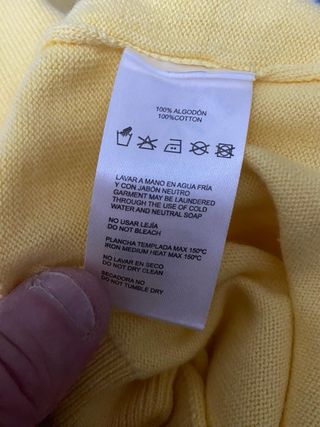 100% ALGODÓN
100%COTTON
LAVAR A MANO EN AGUA FRÍA
Y CON JABÓN NEUTRO
GARMENT MAY BE LAUNDERED
THROUGH THE USE OF COLD
WATER AND NEUTRAL SOAP
NO USAR LEJÍA
DO NOT BLEACH
PLANCHA TEMPLADA MAX 150ºC
IRON MEDIUM HEAT MAX 150ºC
NO LAVAR EN SECO
DO NOT DRY CLEAN
SECADORA NO
DO NOT TUMBLE DRY